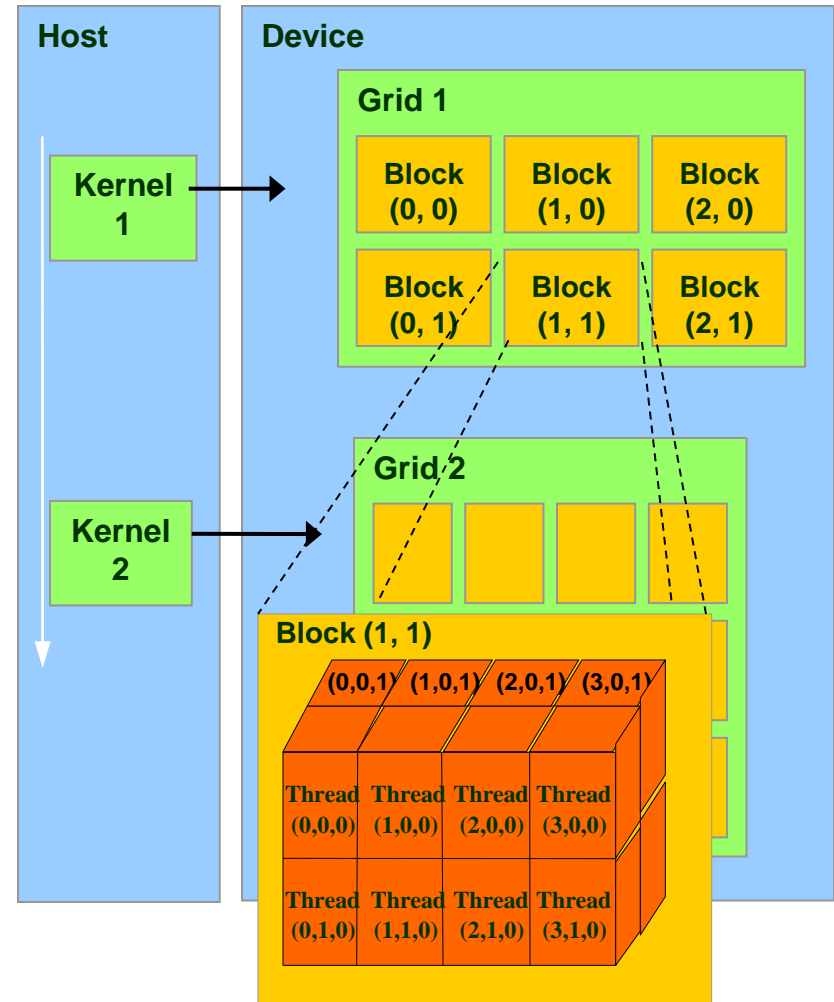 Host
Device
Grid 1
Kernel
1
Block
(0, 0)
Block
(1, 0)
Block
(2, 0)
Block
(0, 1)
Block
(1, 1)
Block
(2, 1)
Grid 2
Kernel
2
Block (1, 1)
(0,0,1)
(1,0,1)
(2,0,1)
(3,0,1)
Thread
(0,0,0)
Thread
(1,0,0)
Thread
(2,0,0)
Thread
(3,0,0)
Thread
(0,1,0)
Thread
(1,1,0)
Thread
(2,1,0)
Thread
(3,1,0)